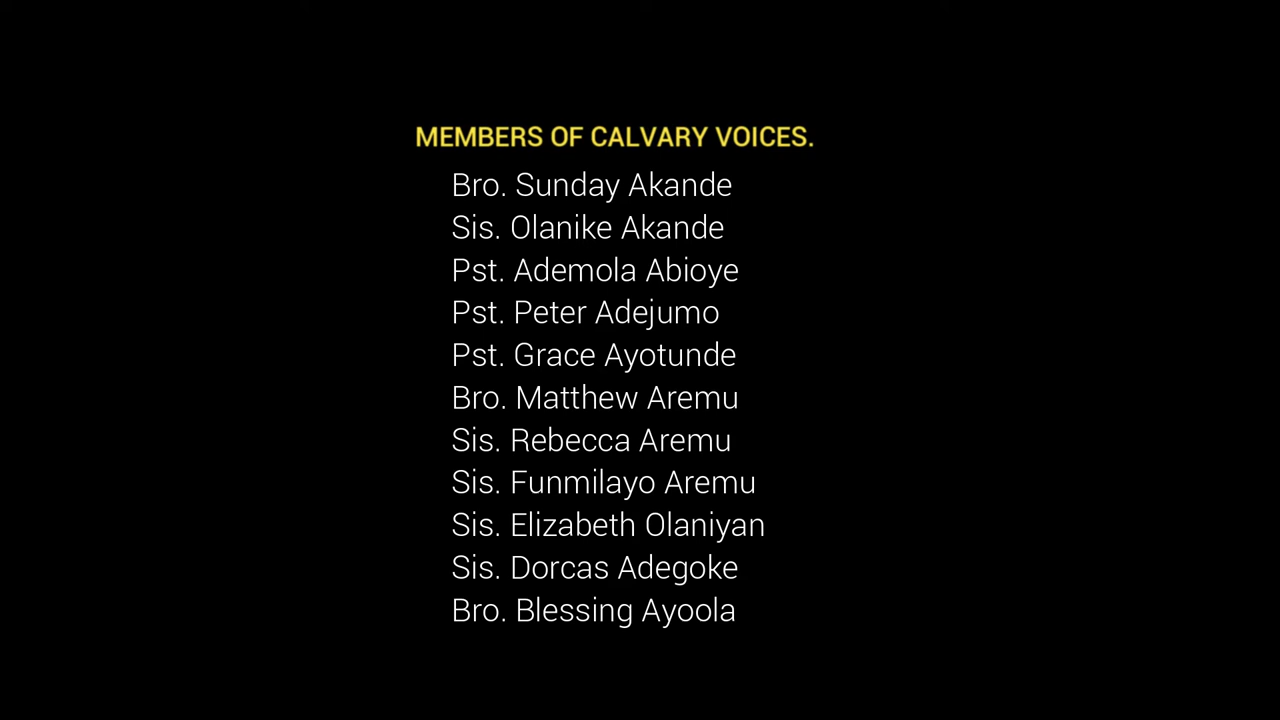 MEMBERS OF CALVARY VOICES.
Bro. Sunday Akande
Sis. Olanike Akande
Pst. Ademola Abioye
Pst. Peter Adejumo
Pst. Grace Ayotunde
Bro. Matthew Aremu
Sis. Rebecca Aremu
Sis. Funmilayo Aremu
Sis. Elizabeth Olaniyan
Sis. Dorcas Adegoke
Bro. Blessing Ayoola